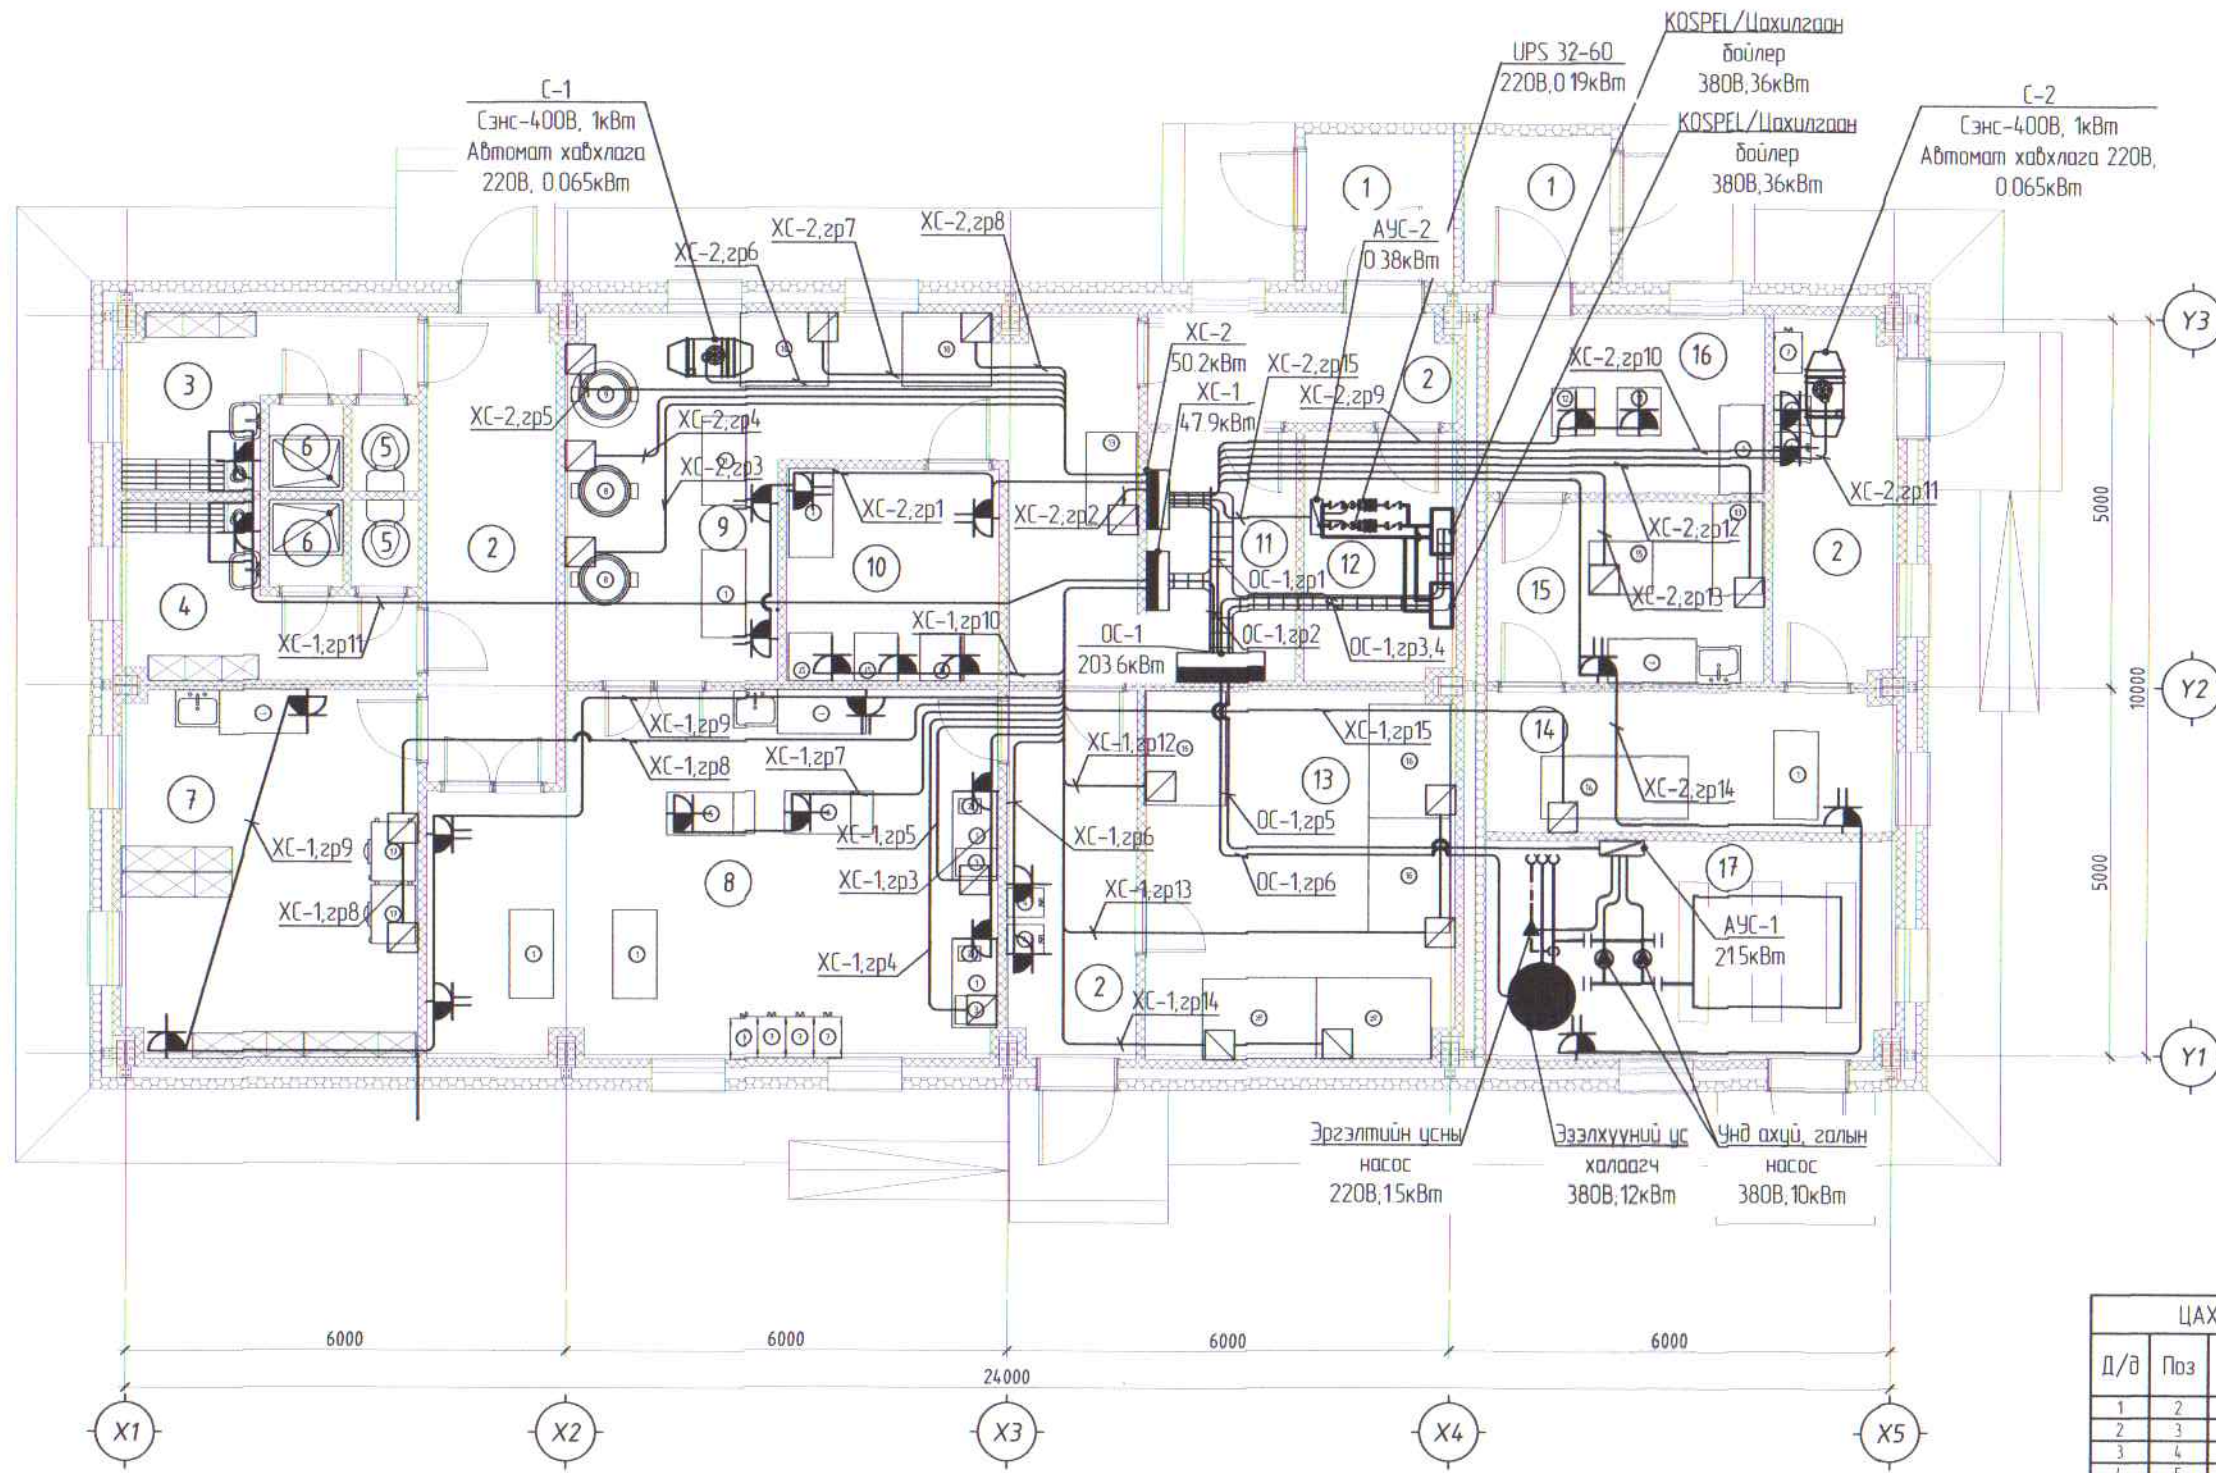 KOSPEL/Цахилгаан
бойлер
380В,36кВт
UPS 32-60
220В,0.19кВт
KOSPEL/Цахилгаан
бойлер
380В,36кВт
С-1
Сэнс-400В, 1кВт
Автомат хавхлага
220В, 0.065кВт
С-2
Сэнс-400В, 1кВт
Автомат хавхлага 220В,
0.065кВт
1
1
АУС-2
0.38кВт
ХС-2,гр6
ХС-2,гр7
ХС-2,гр8
Y3
3
ХС-2
50.2кВт
ХС-1
47.9кВт
ХС-2,гр15
ХС-2,гр9
2
ХС-2,гр10
16
ХС-2,гр5
ХС-2,гр4
ХС-2,гр3
6
5
ХС-2,гр1
ХС-2,гр2
ХС-2,гр11
ХС-2,гр12
5000
6
5
2
9
10
11
12
2
4
15
ХС-2,гр13
ОС-1,гр1
ХС-1,гр11
ХС-1,гр10
ОС-1
203.6кВт
ОС-1,гр2
ОС-1,гр3,4
Y2
10000
ХС-1,гр9
ХС-1,гр8
ХС-1,гр7
ХС-1,гр12
ХС-1,гр15
14
7
13
ХС-2,гр14
ХС-1,гр9
ХС-1,гр5
ХС-1,гр6
ОС-1,гр5
ХС-1,гр8
8
ХС-1,гр3
ХС-1,гр13
ОС-1,гр6
17
5000
АУС-1
21.5кВт
ХС-1,гр4
2
ХС-1,гр14
Y1
Эргэлтийн усны
насос
220В,1.5кВт
Эзэлхүүний ус
халаагч
380В,12кВт
Унд ахуй, галын
насос
380В,10кВт
6000
6000
6000
6000
24000
X1
X2
X3
X4
X5
ЦАХ
Д/д
Поз
1 2
2 3
3 4